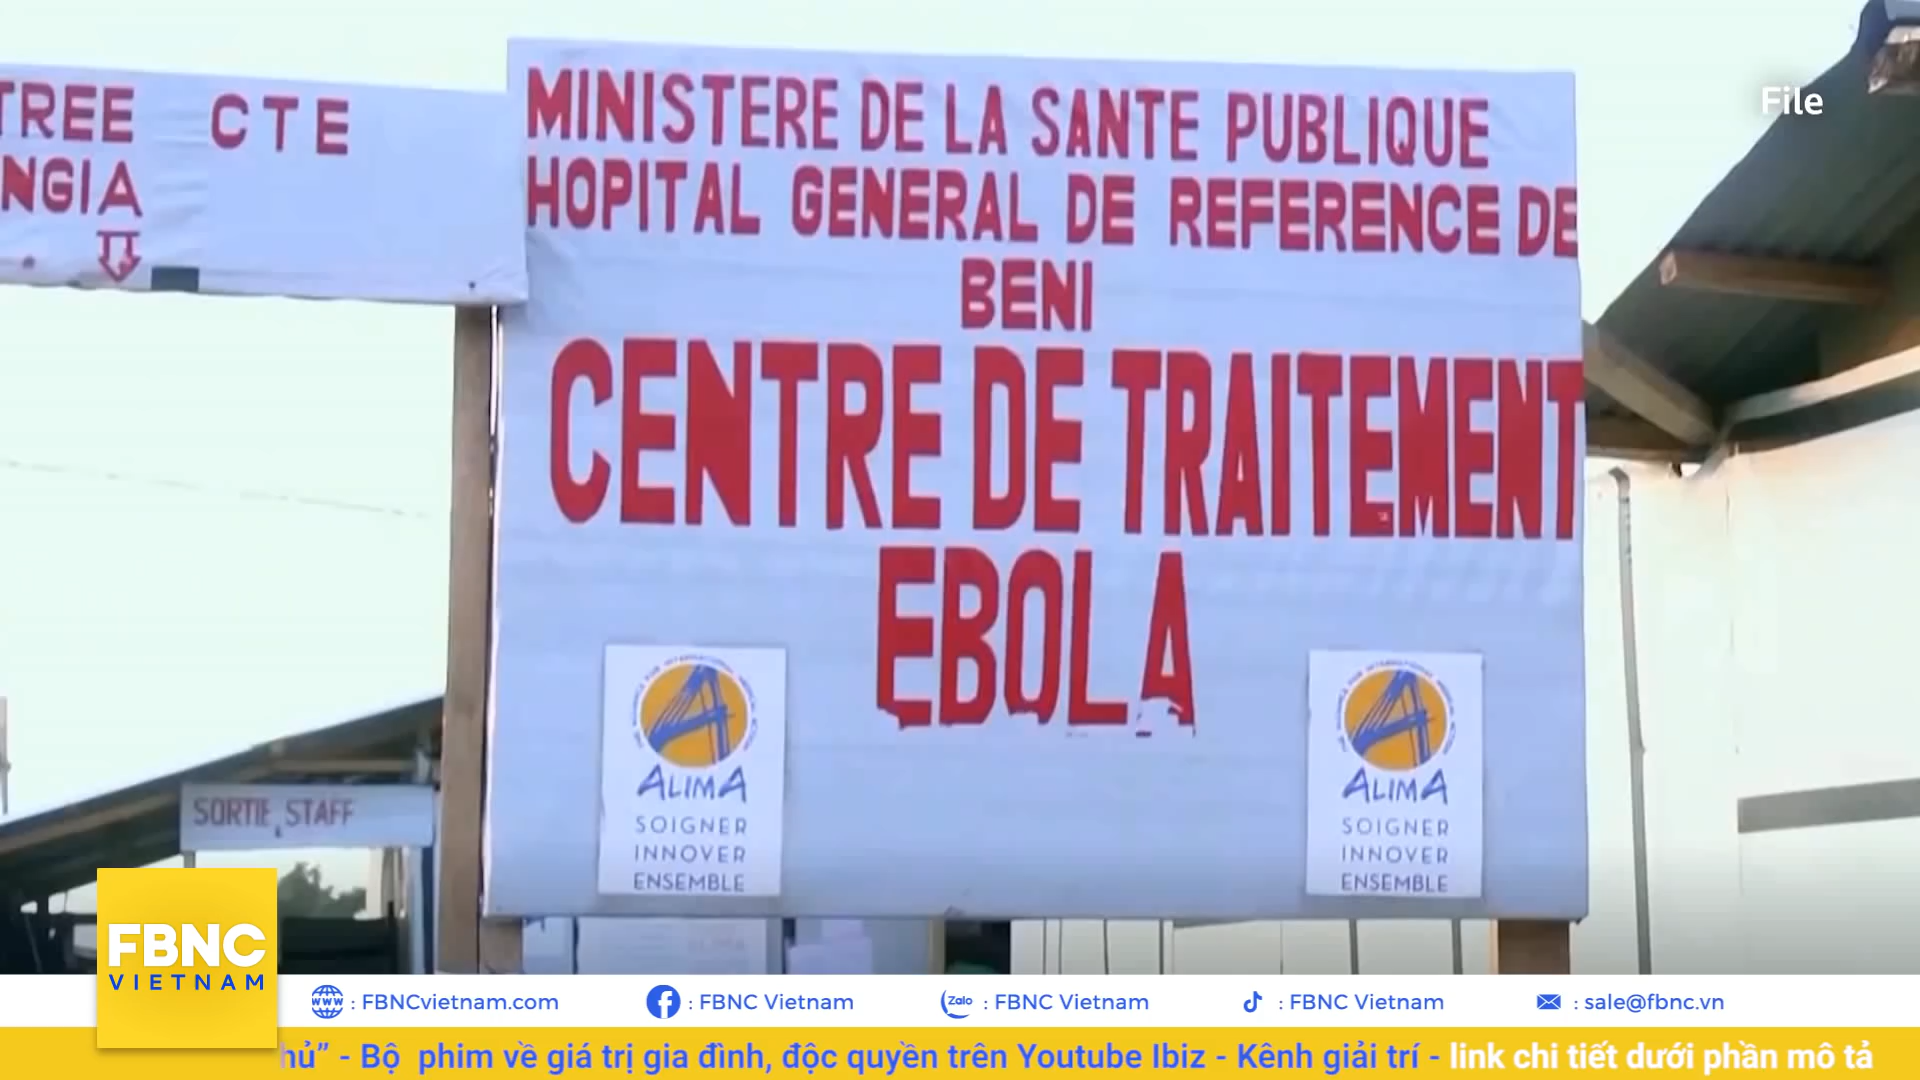 File
TREE CTE
NGIA
MINISTERE DE LA SANTE PUBLIQUE
HOPITAL GENERAL DE REFERENCE DE
BENI
CENTRE DE TRAITEMENT
EBOLA
ALIMA
SOIGNER
INNOVER
ENSEMBLE
ALIMA
SOIGNER
INNOVER
ENSEMBLE
SORTIE STAFF
FBNC
VIETNAM
www : FBNCvietnam.com
: FBNC Vietnam
Zalo : FBNC Vietnam
: FBNC Vietnam
: sale@fbnc.vn
hủ” - Bộ phim về giá trị gia đình, độc quyền trên Youtube Ibiz - Kênh giải trí - link chi tiết dưới phần mô tả